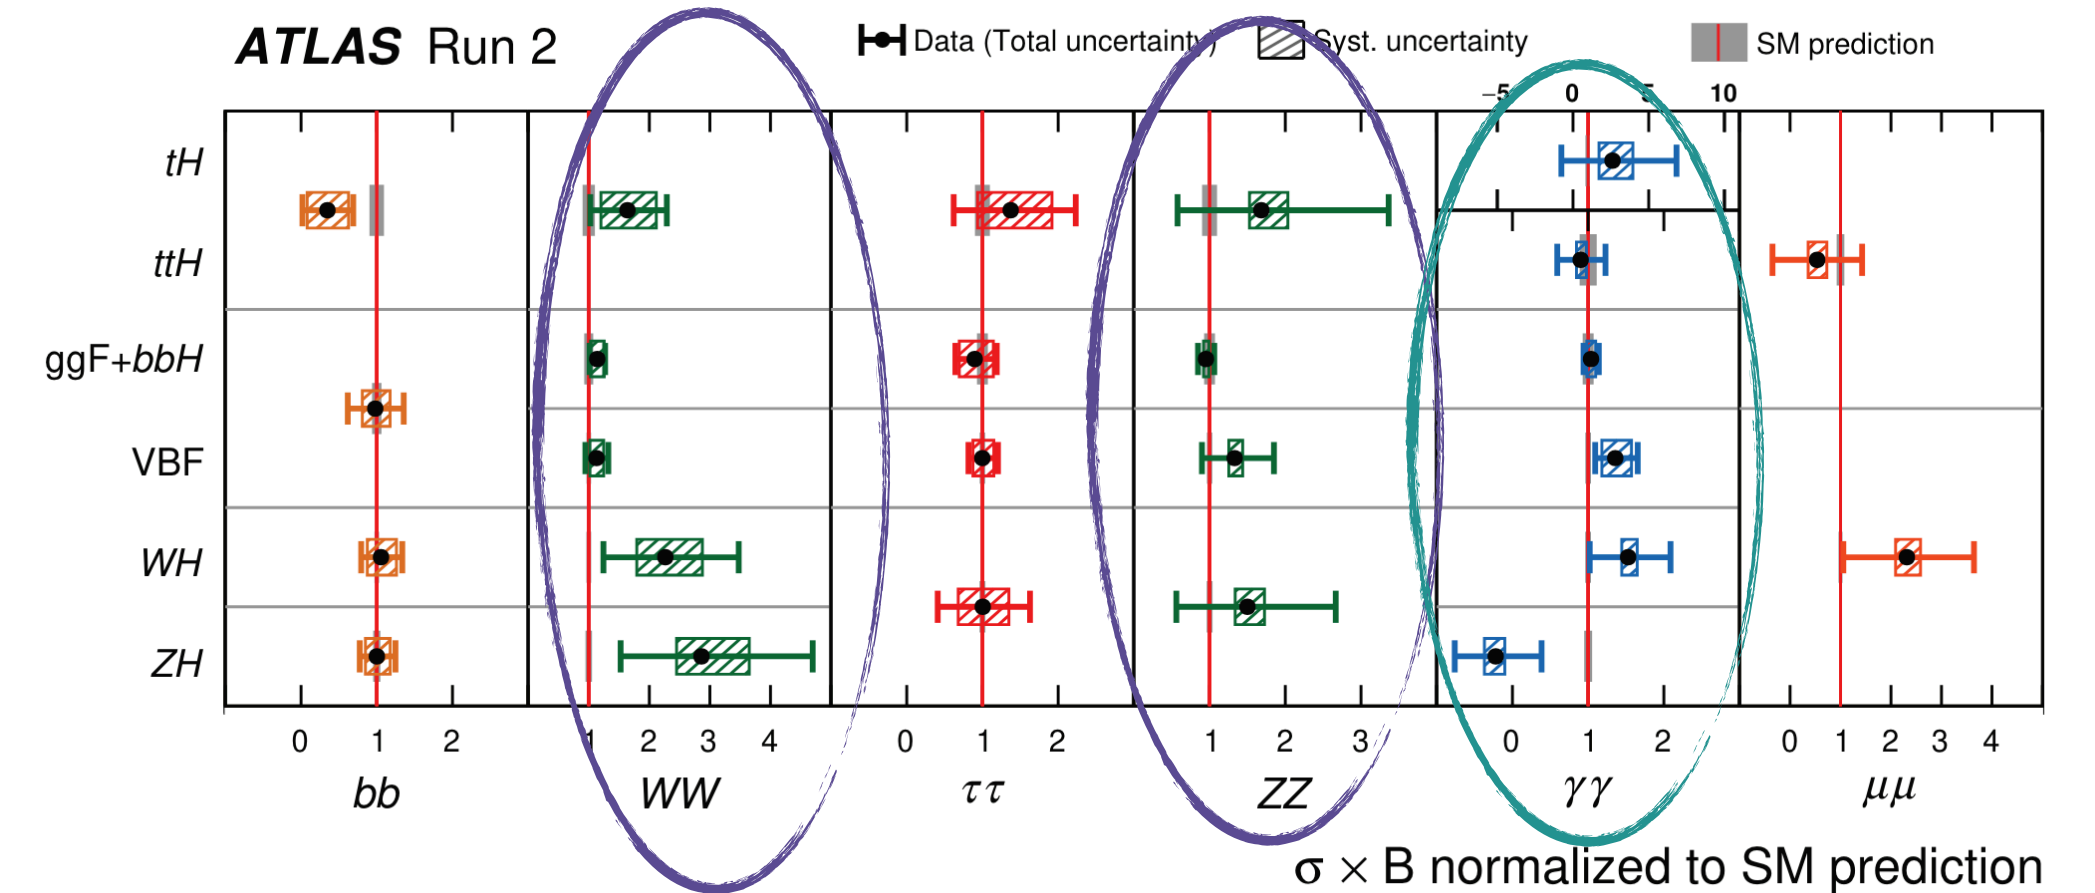 ATLAS Run 2
Data (Total uncertainty) Syst. uncertainty SM prediction
−5 0 5 10
tH
ttH
ggF+bbH
VBF
WH
ZH
0 1 2 1 2 3 4 0 1 2 1 2 3 0 1 2 0 1 2 3 4
bb WW ττ ZZ γγ μμ
σ × B normalized to SM prediction